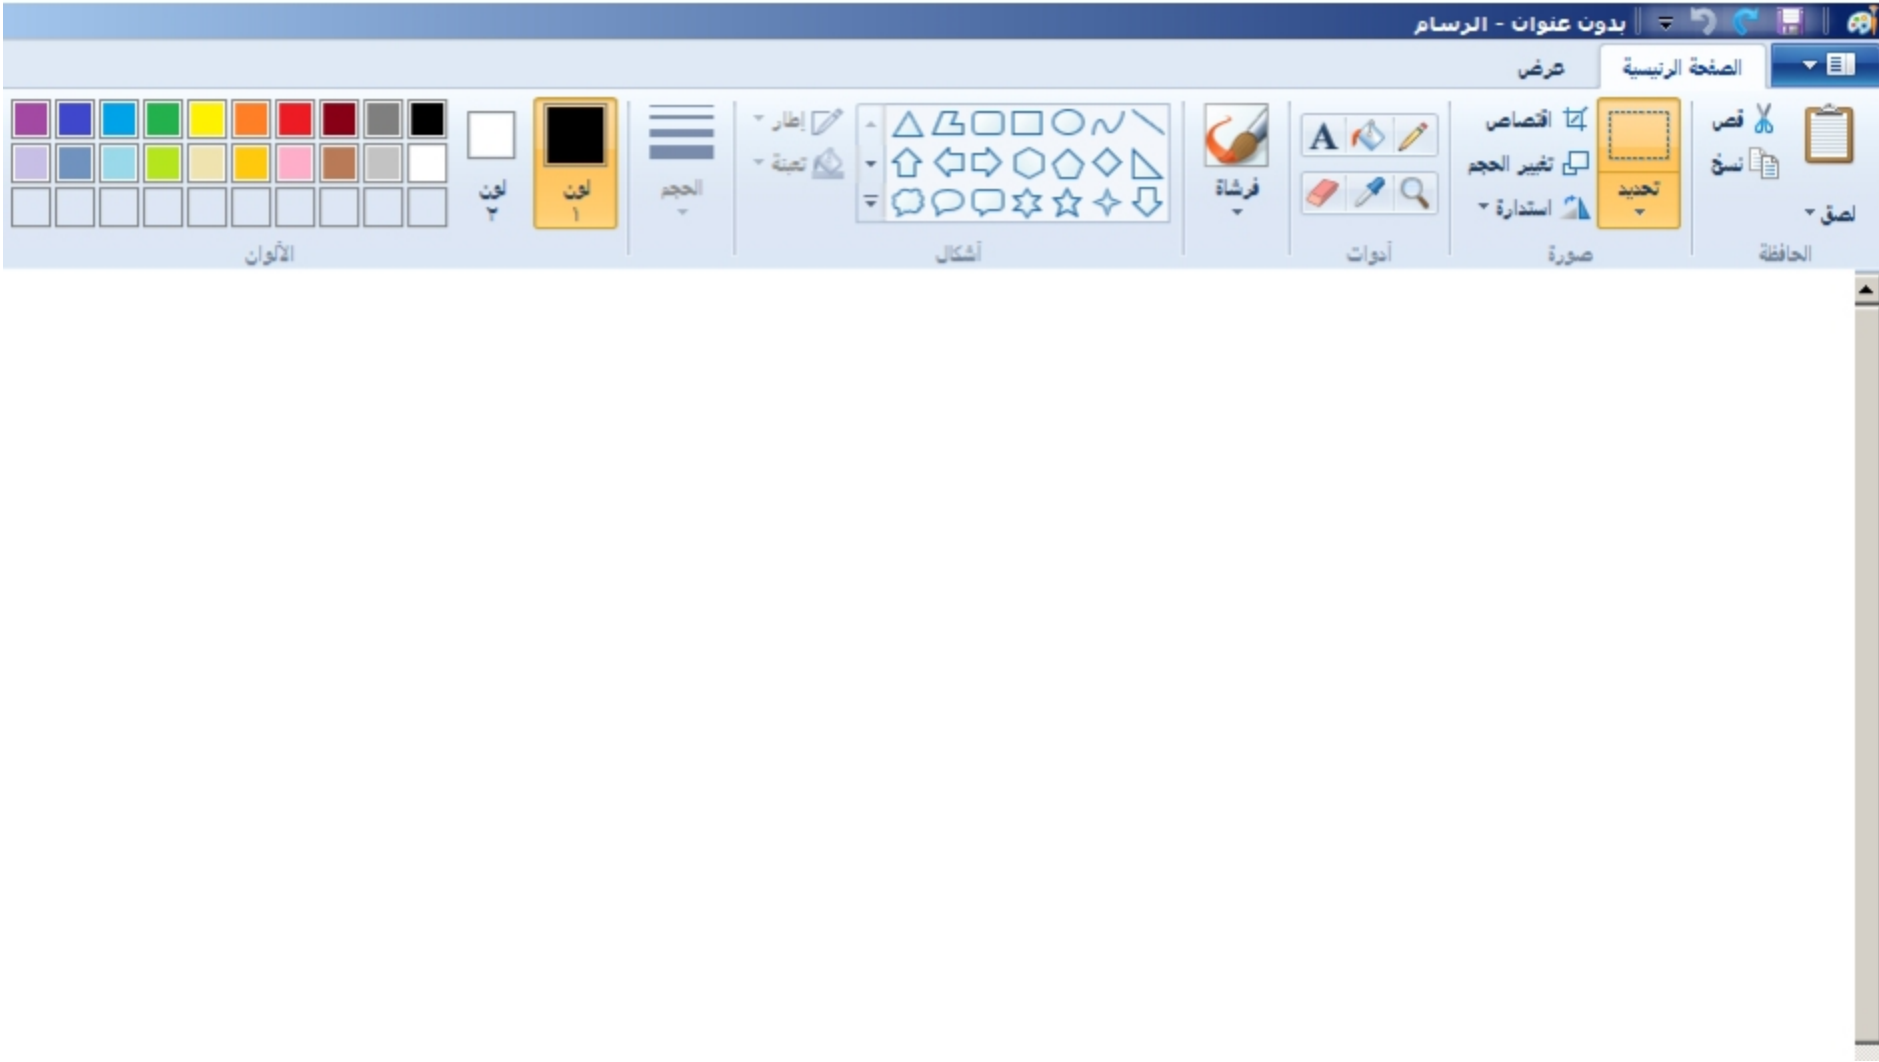 بدون عنوان - الرسام
الصفحة الرئيسية
عرض
لصق
قص
نسخ
الحافظة
تحديد
اقتصاص
تغيير الحجم
استدارة
صورة
A
أدوات
فرشاة
إطار
تعبئة
أشكال
الحجم
لون
١
لون
٢
الألوان